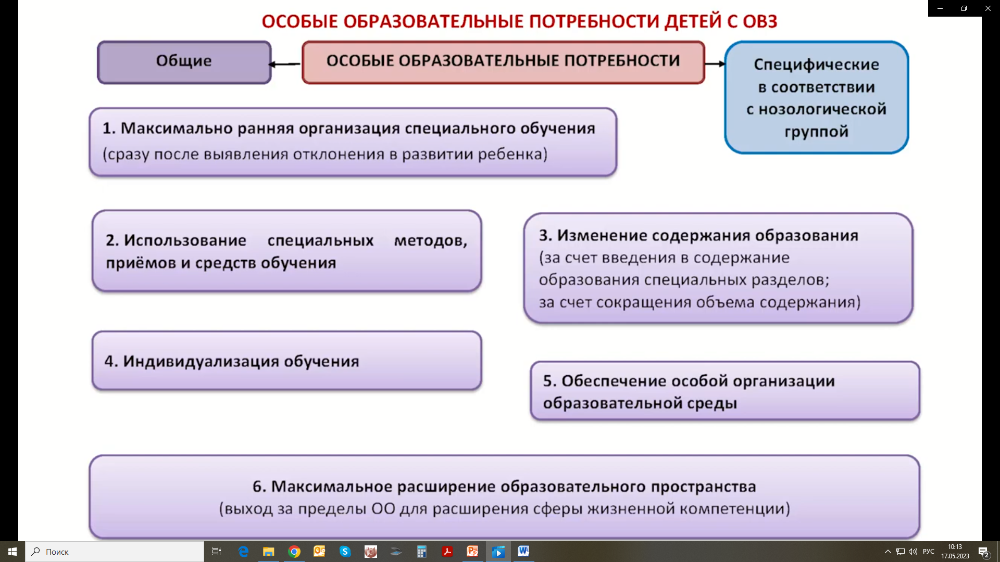 ОСОБЫЕ ОБРАЗОВАТЕЛЬНЫЕ ПОТРЕБНОСТИ ДЕТЕЙ С ОВЗ
Общие
ОСОБЫЕ ОБРАЗОВАТЕЛЬНЫЕ ПОТРЕБНОСТИ
Специфические
в соответствии
с нозологической
группой
1. Максимально ранняя организация специального обучения
(сразу после выявления отклонения в развитии ребенка)
2. Использование специальных методов,
приёмов и средств обучения
3. Изменение содержания образования
(за счет введения в содержание
образования специальных разделов;
за счет сокращения объема содержания)
4. Индивидуализация обучения
5. Обеспечение особой организации
образовательной среды
6. Максимальное расширение образовательного пространства
(выход за пределы ОО для расширения сферы жизненной компетенции)
Поиск
РУС
10:13
17.05.2023
2